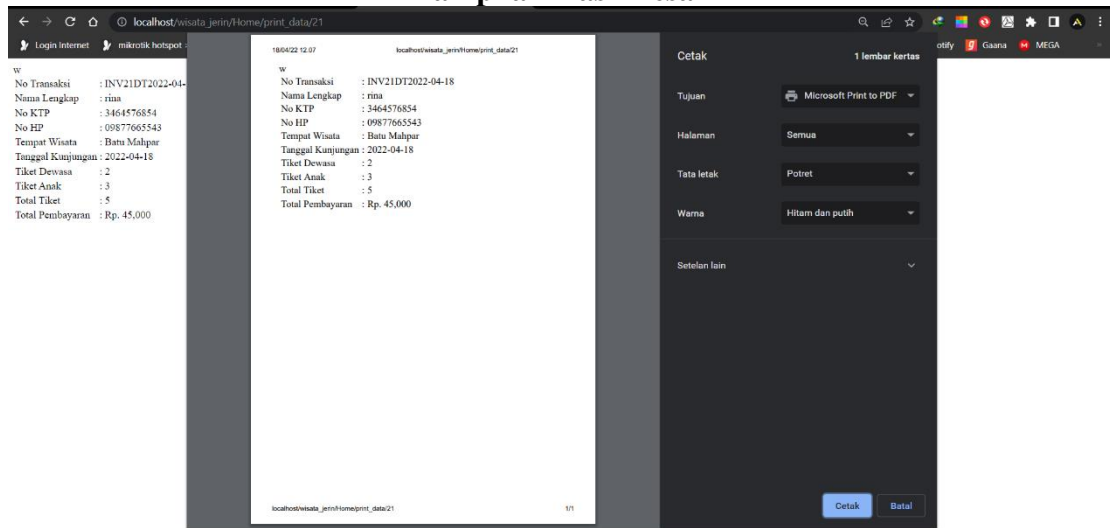 localhost/wisata_jerin/Home/print_data/21
Login Internet
mikrotik hotspot
otify
Gaana
MEGA
w
No Transaksi : INV21DT2022-04-
Nama Lengkap : rina
No KTP : 3464576854
No HP : 09877665543
Tempat Wisata : Batu Mahpar
Tanggal Kunjungan : 2022-04-18
Tiket Dewasa : 2
Tiket Anak : 3
Total Tiket : 5
Total Pembayaran : Rp. 45,000
18/04/22 12.07 localhost/wisata_jerin/Home/print_data/21
w
No Transaksi : INV21DT2022-04-18
Nama Lengkap : rina
No KTP : 3464576854
No HP : 09877665543
Tempat Wisata : Batu Mahpar
Tanggal Kunjungan : 2022-04-18
Tiket Dewasa : 2
Tiket Anak : 3
Total Tiket : 5
Total Pembayaran : Rp. 45,000
localhost/wisata_jerin/Home/print_data/21 1/1
Cetak 1 lembar kertas
Tujuan Microsoft Print to PDF
Halaman Semua
Tata letak Potret
Warna Hitam dan putih
Setelan lain
Cetak Batal